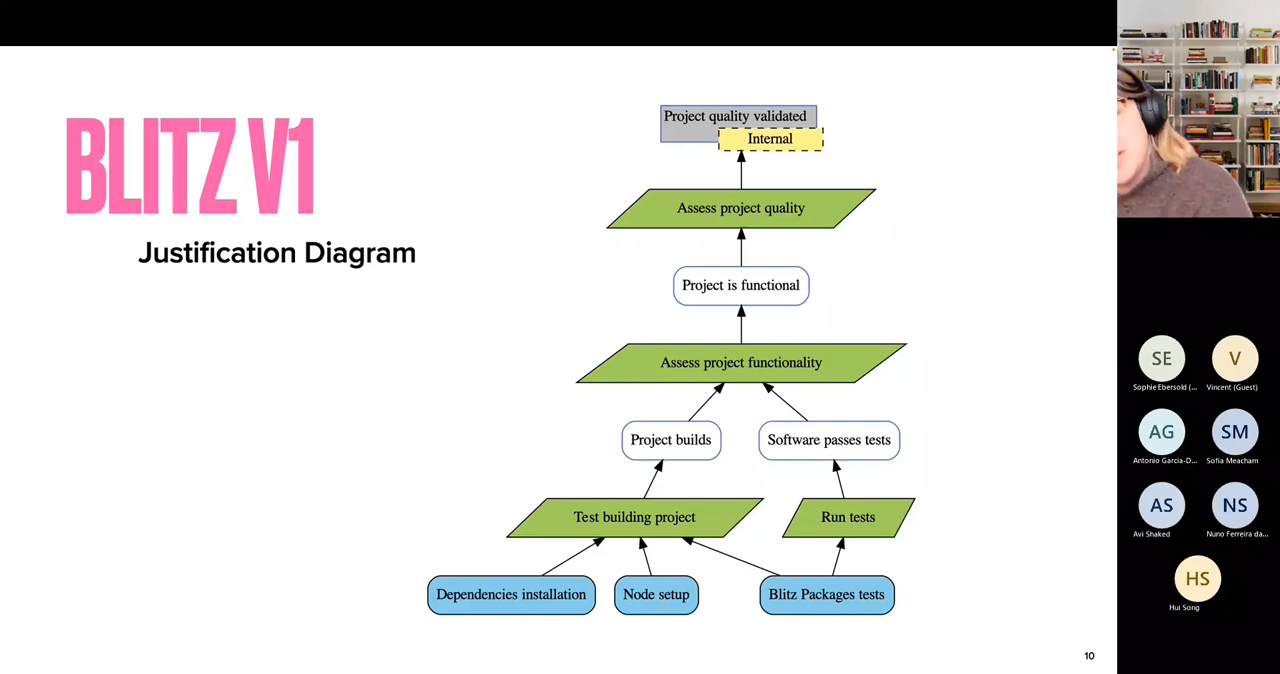 BLITZ V1
Justification Diagram
Project quality validated
Internal
Assess project quality
Project is functional
Assess project functionality
Project builds
Software passes tests
Test building project
Run tests
Dependencies installation
Node setup
Blitz Packages tests
10
SE
V
Sophie Ebersold (...
Vincent (Guest)
AG
SM
Antonio Garcia-D...
Sofia Meacham
AS
NS
Avi Shaked
Nuno Ferreira da...
HS
Hui Song